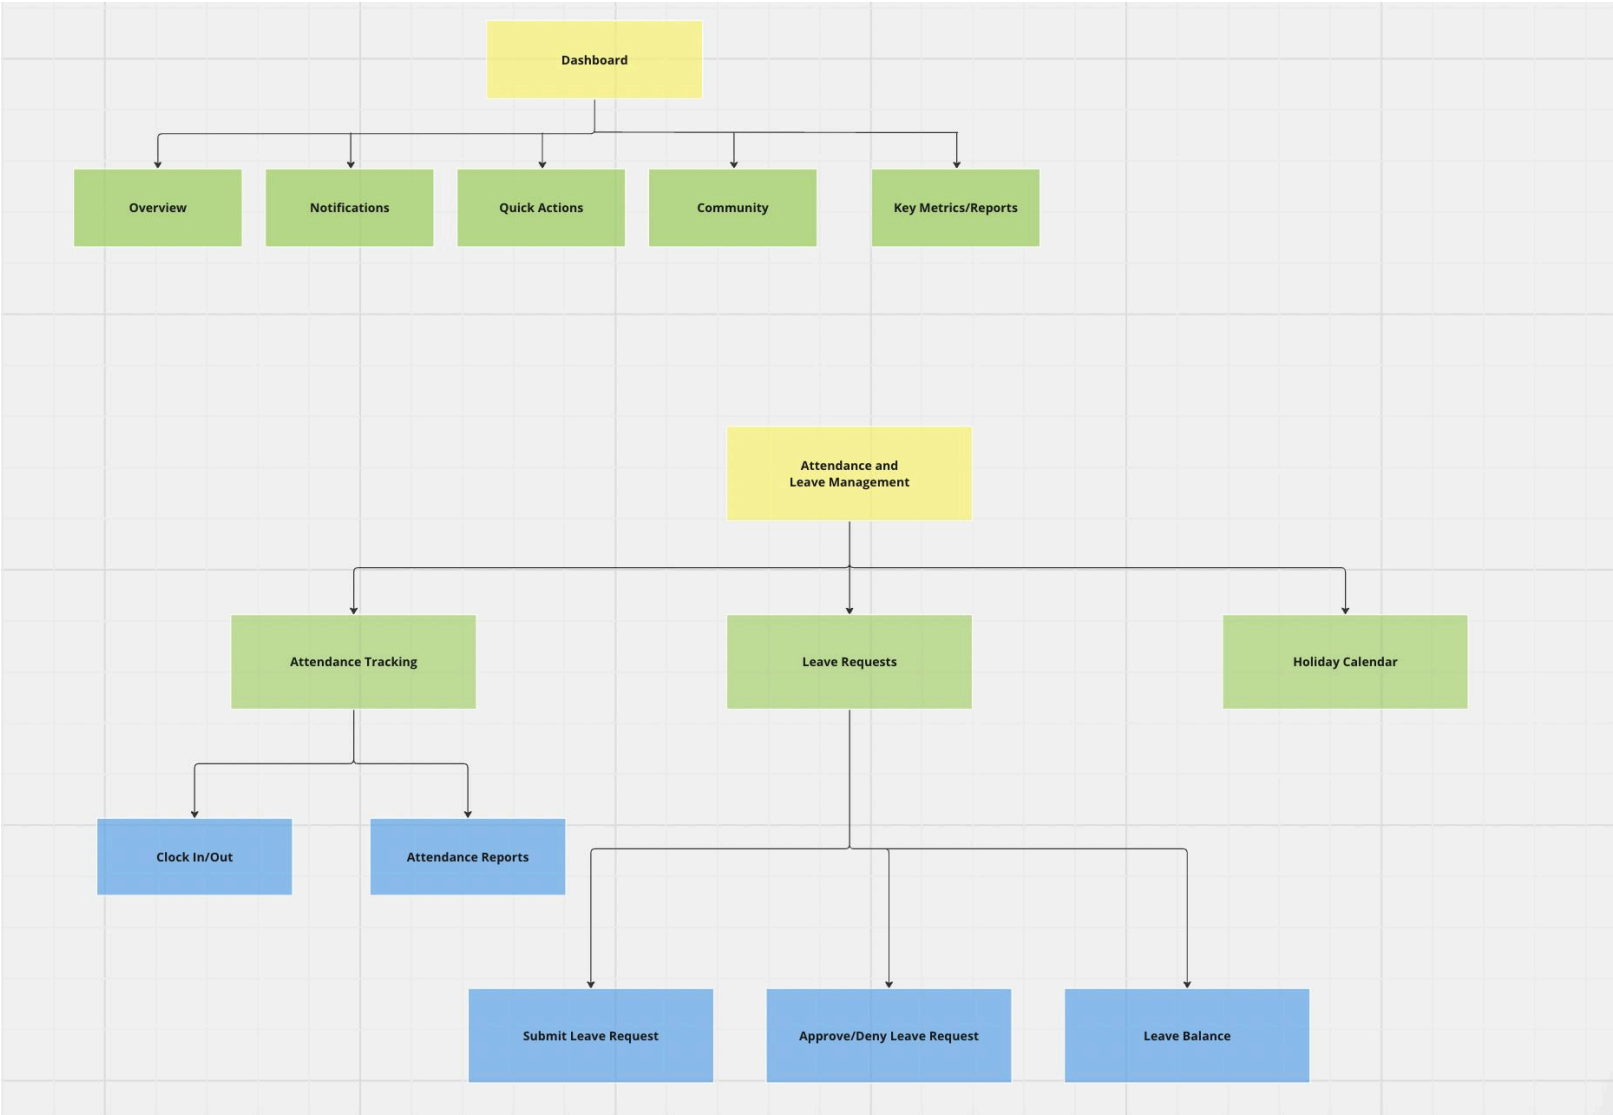 Dashboard
Overview
Notifications
Quick Actions
Community
Key Metrics/Reports
Attendance and
Leave Management
Attendance Tracking
Leave Requests
Holiday Calendar
Clock In/Out
Attendance Reports
Submit Leave Request
Approve/Deny Leave Request
Leave Balance